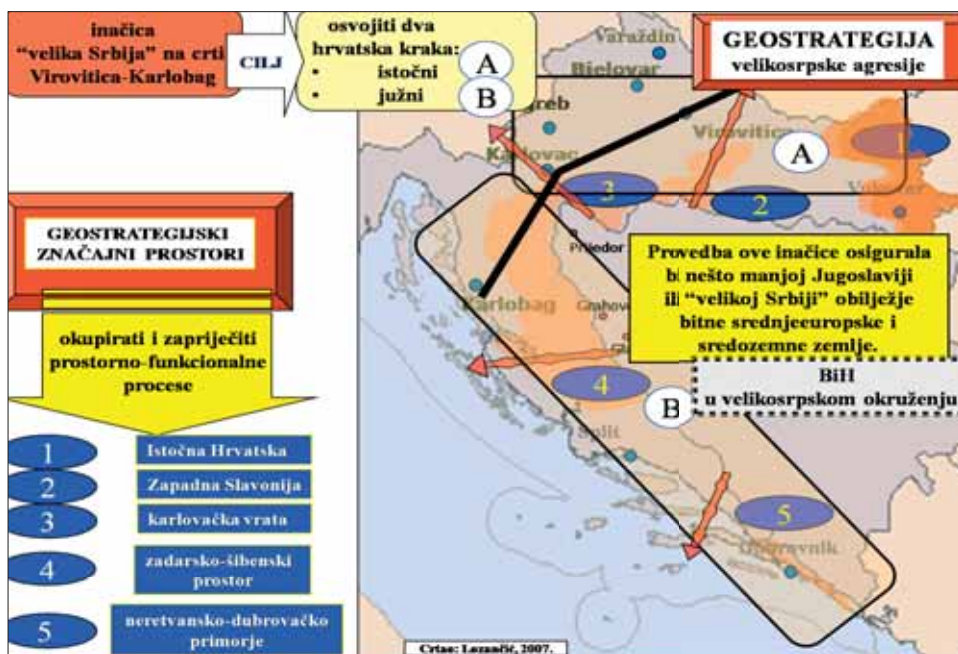 inačica
“velika Srbija” na crti
Virovitica-Karlobag
CILJ
osvojiti dva
hrvatska kraka:
• istočni A
• južni B
GEOSTRATEGIJA
velikosrpske agresije
Varaždin
Bjelovar
greb
Karlovac
Virovitica
A
1
2
3
Prijedor
Karlobag
Grahovo
Provedba ove inačice osigurala
bi nešto manjoj Jugoslaviji
ili “velikoj Srbiji” obilježje
bitne srednjeeuropske i
sredozemne zemlje.
BiH
u velikosrpskom okruženju
4
B
Split
5
Dubrovnik
GEOSTRATEGIJSKI
ZNAČAJNI PROSTORI
okupirati i zapriječiti
prostorno-funkcionalne
procese
1 Istočna Hrvatska
2 Zapadna Slavonija
3 karlovačka vrata
4 zadarsko-šibenski
prostor
5 neretvansko-dubrovačko
primorje
Crtao: Lozančić, 2007.